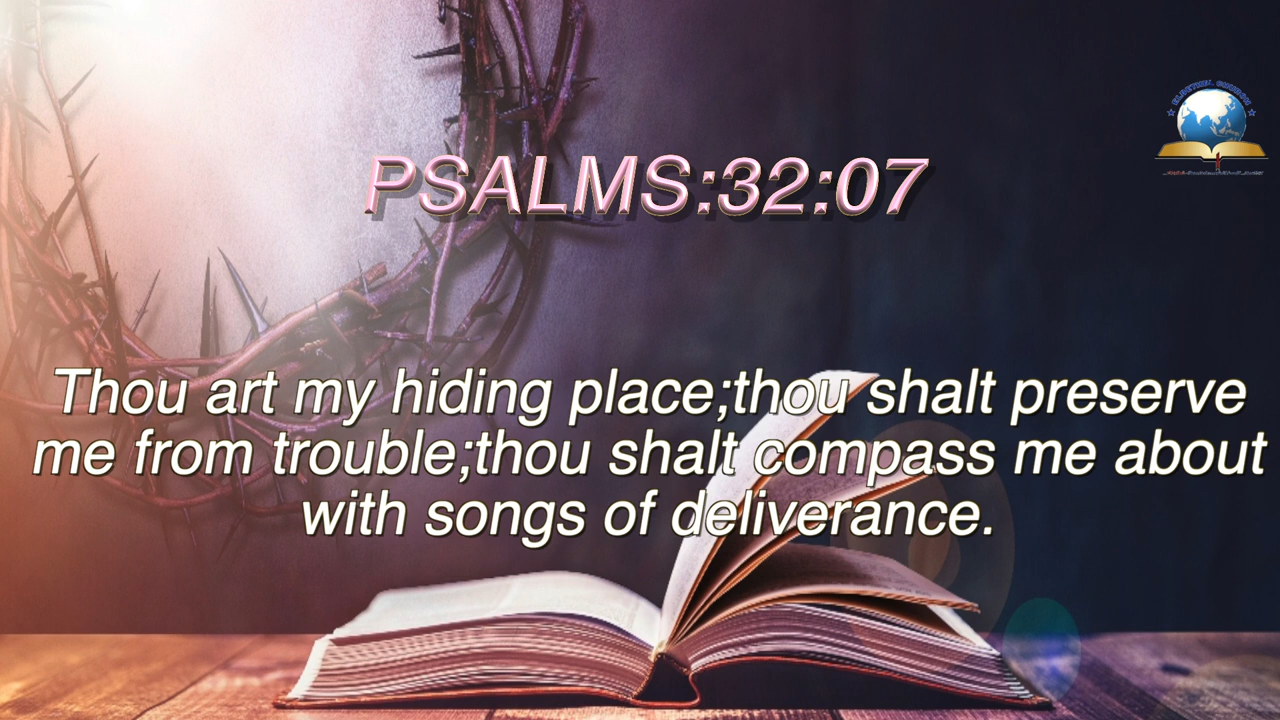 PSALMS:32:07
Thou art my hiding place;thou shalt preserve
me from trouble;thou shalt compass me about
with songs of deliverance.